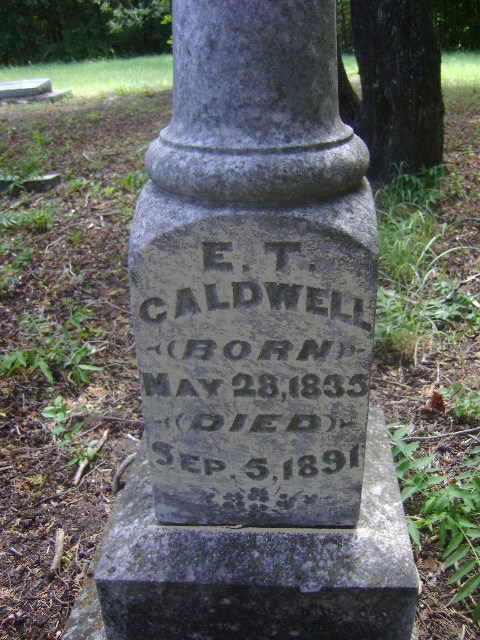 E. T.
CALDWELL
BORN
MAY 28, 1835
DIED
SEP. 5, 1891